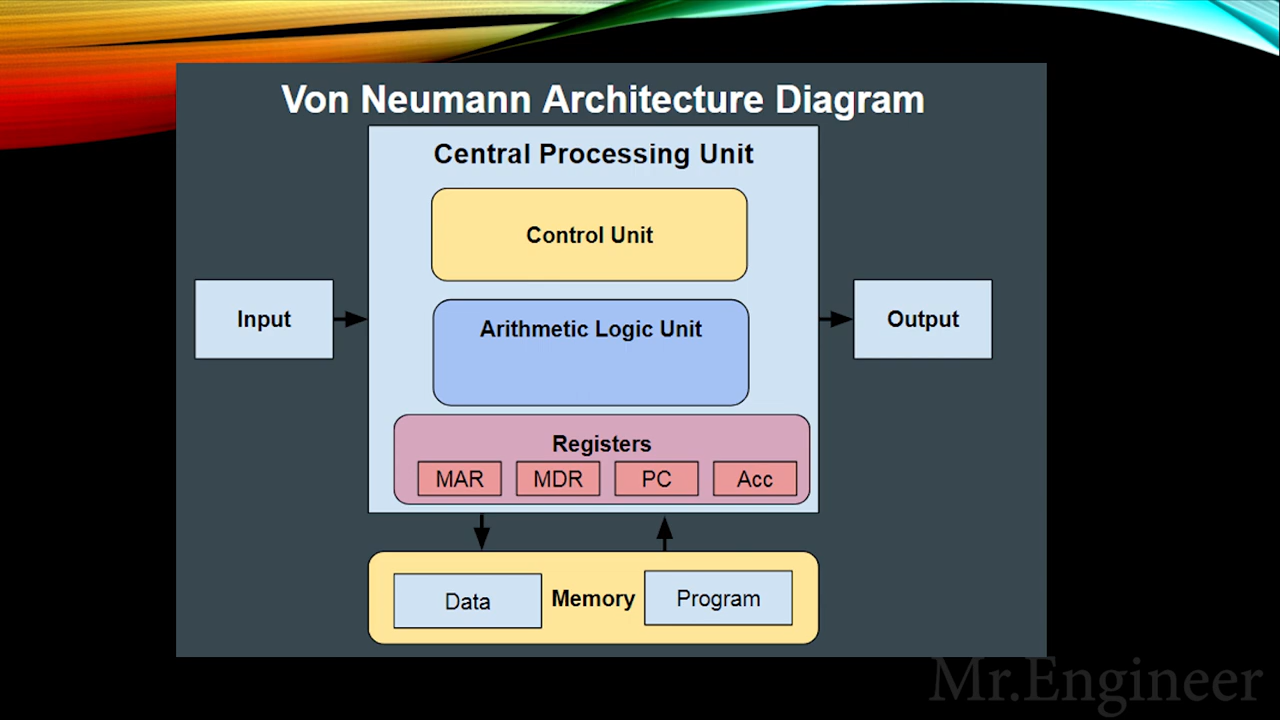 Von Neumann Architecture Diagram
Central Processing Unit
Control Unit
Input
Arithmetic Logic Unit
Output
Registers
MAR MDR PC Acc
Data Memory Program
Mr.Engineer